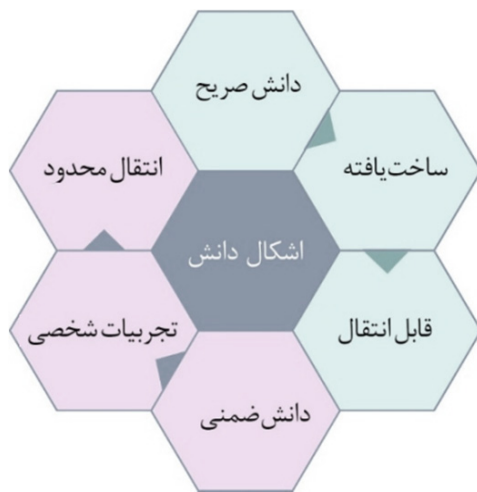 دانش صریح
ساخت‌یافته
انتقال محدود
اشکال دانش
قابل انتقال
تجربیات شخصی
دانش ضمنی